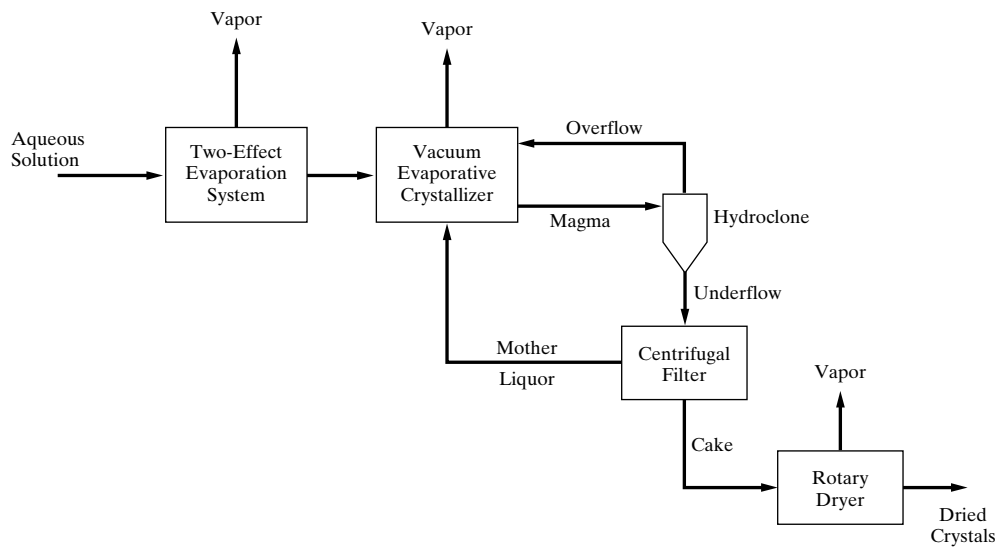 Vapor
Vapor
Aqueous
Solution
Two-Effect
Evaporation
System
Vacuum
Evaporative
Crystallizer
Overflow
Magma
Hydroclone
Underflow
Mother
Liquor
Centrifugal
Filter
Vapor
Cake
Rotary
Dryer
Dried
Crystals